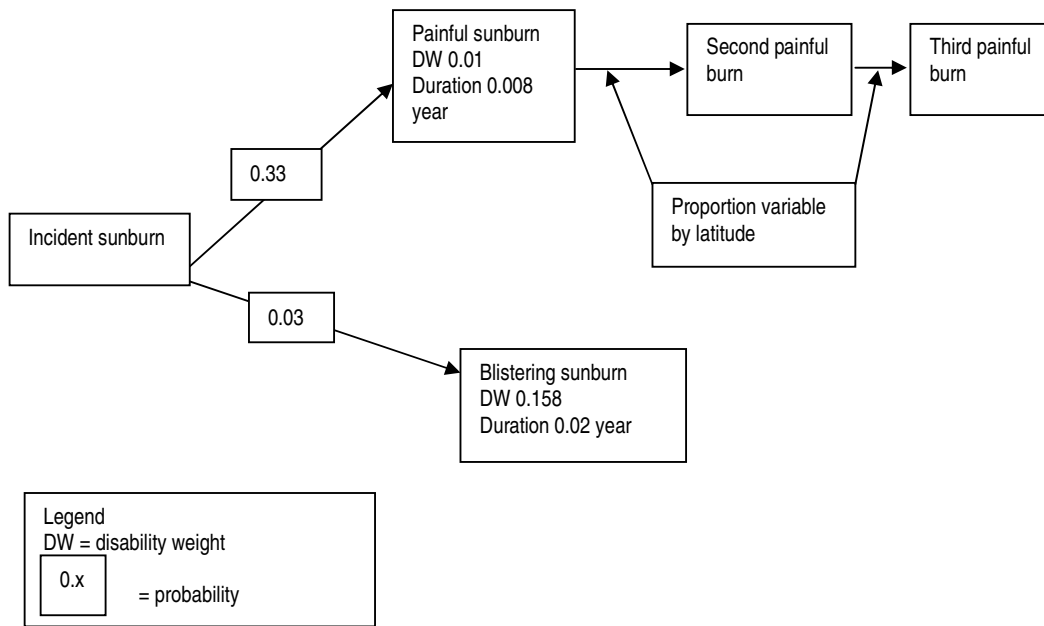 Painful sunburn
DW 0.01
Duration 0.008
year
Second painful
burn
Third painful
burn
0.33
Proportion variable
by latitude
Incident sunburn
0.03
Blistering sunburn
DW 0.158
Duration 0.02 year
Legend
DW = disability weight
0.x
= probability